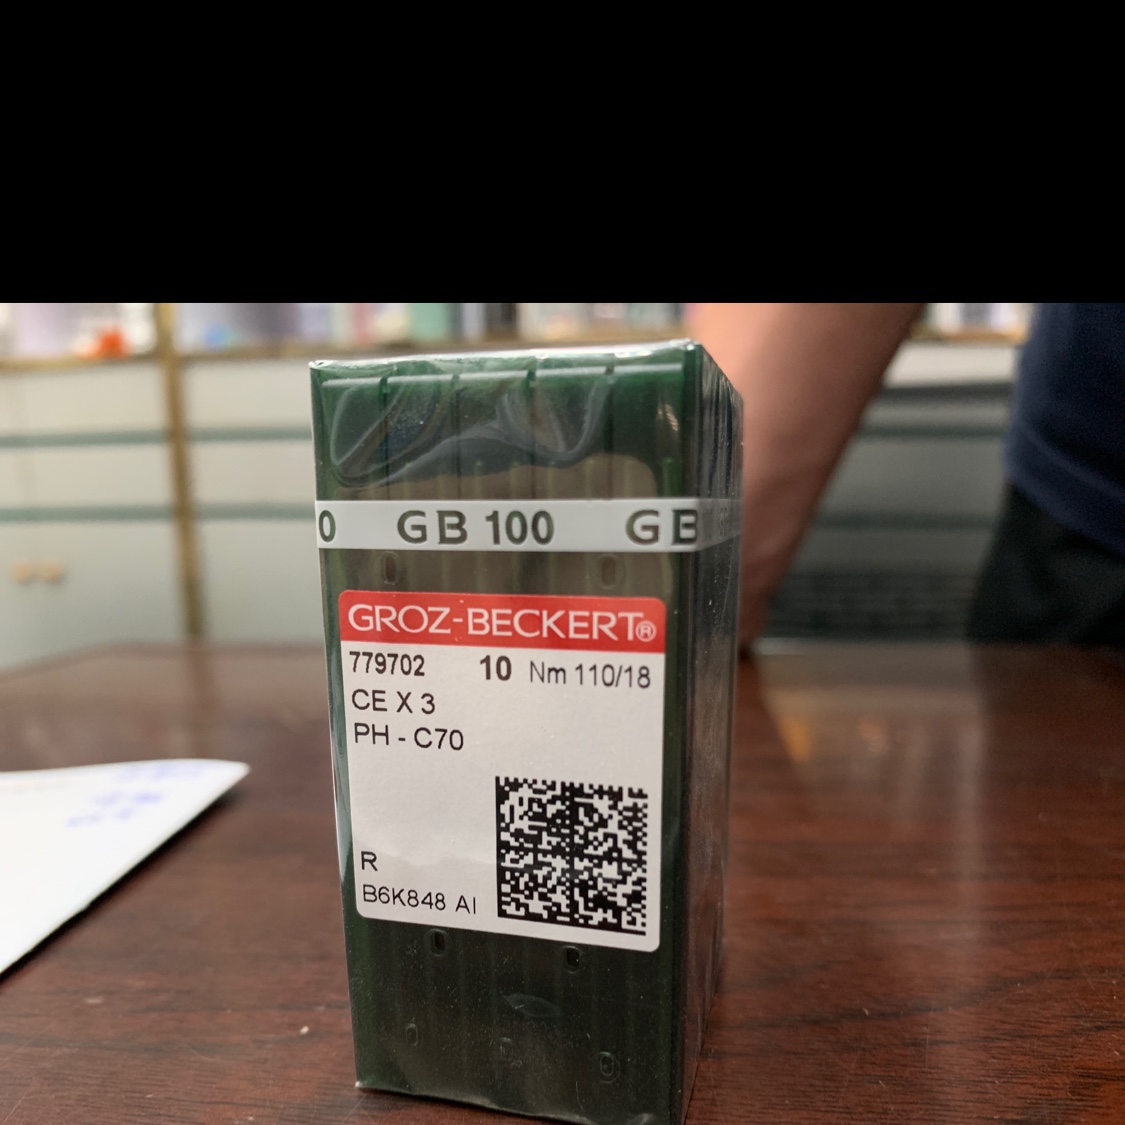 0 GB 100 GB
GROZ-BECKERT®
779702 10 Nm 110/18
CE X 3
PH - C70
R
B6K848 AI